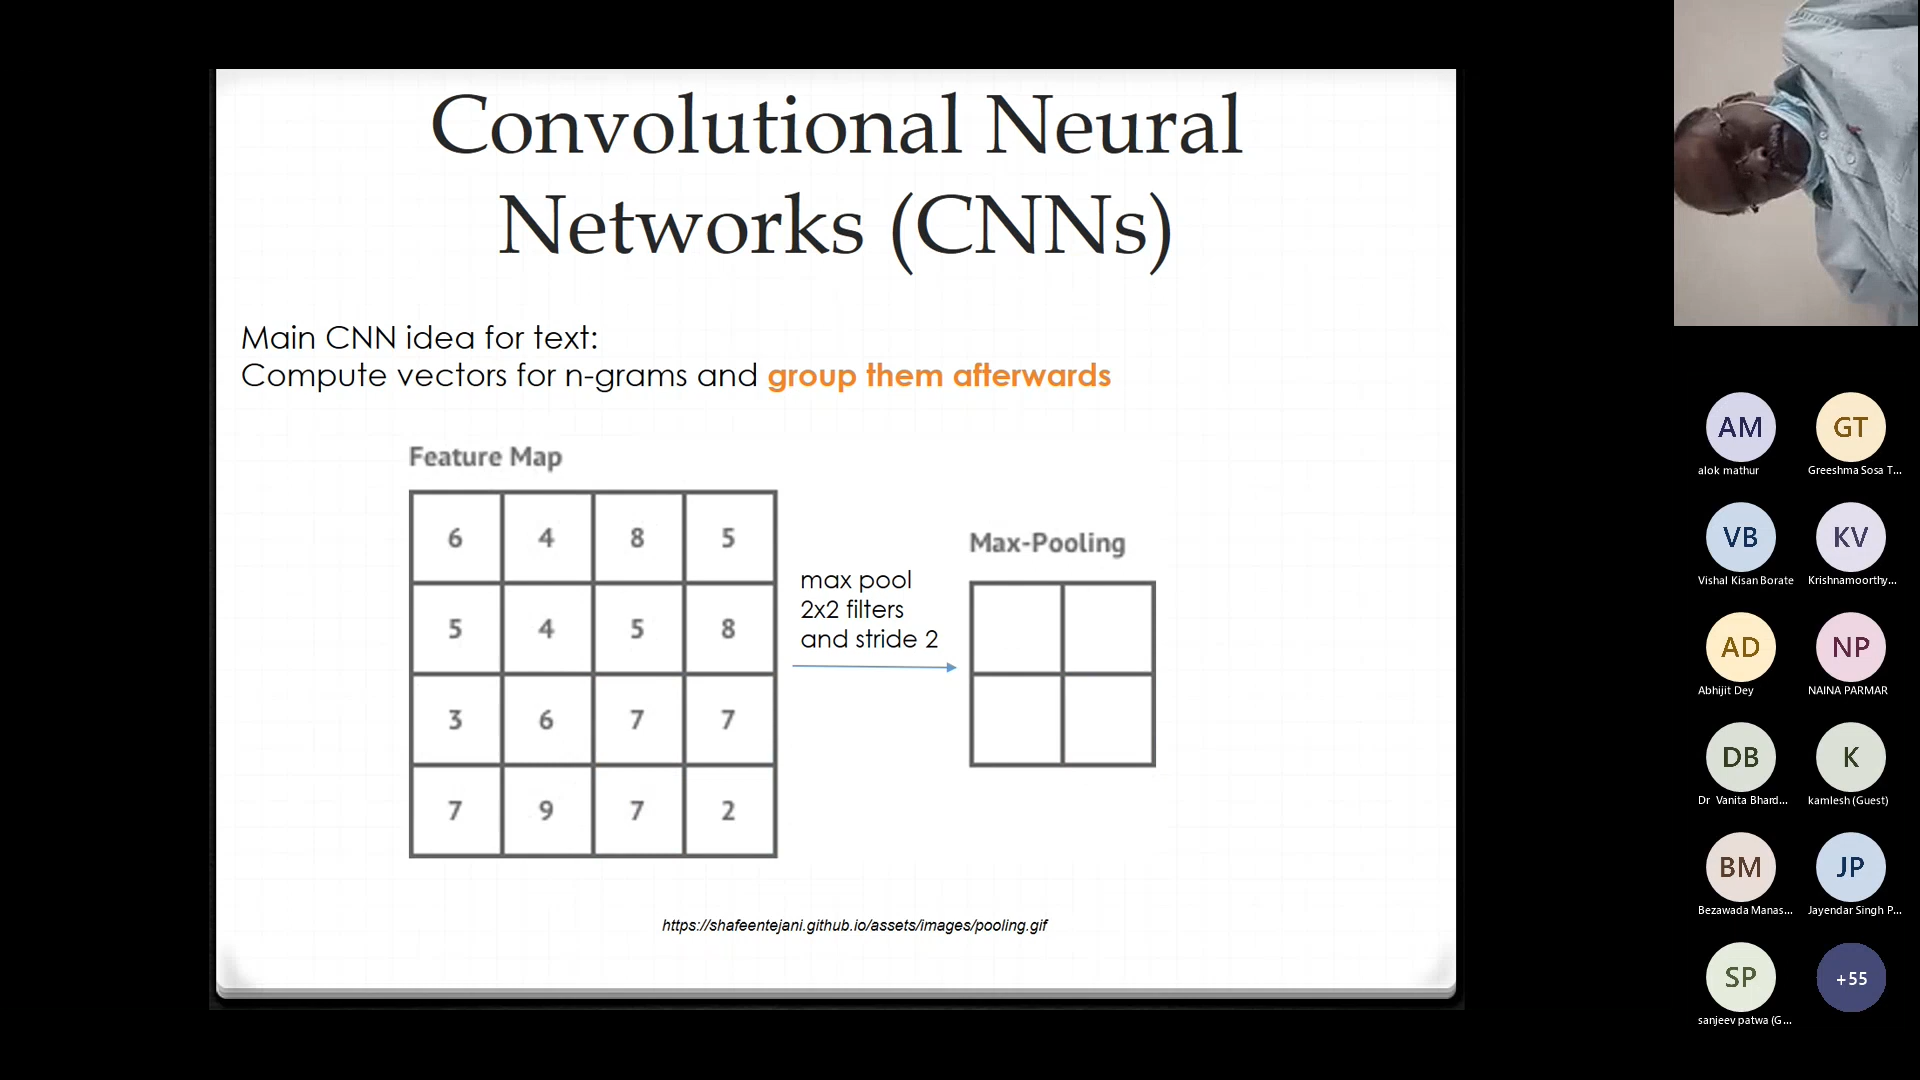 Convolutional Neural
Networks (CNNs)
Main CNN idea for text:
Compute vectors for n-grams and group them afterwards
Feature Map
6 4 8 5
5 4 5 8
3 6 7 7
7 9 7 2
max pool
2x2 filters
and stride 2
Max-Pooling
https://shafeentejani.github.io/assets/images/pooling.gif
AM
alok mathur
GT
Greeshma Sosa T...
VB
Vishal Kisan Borate
KV
Krishnamoorthy...
AD
Abhijit Dey
NP
NAINA PARMAR
DB
Dr Vanita Bhard...
K
kamlesh (Guest)
BM
Bezawada Manas...
JP
Jayendar Singh P...
SP
sanjeev patwa (G...
+55